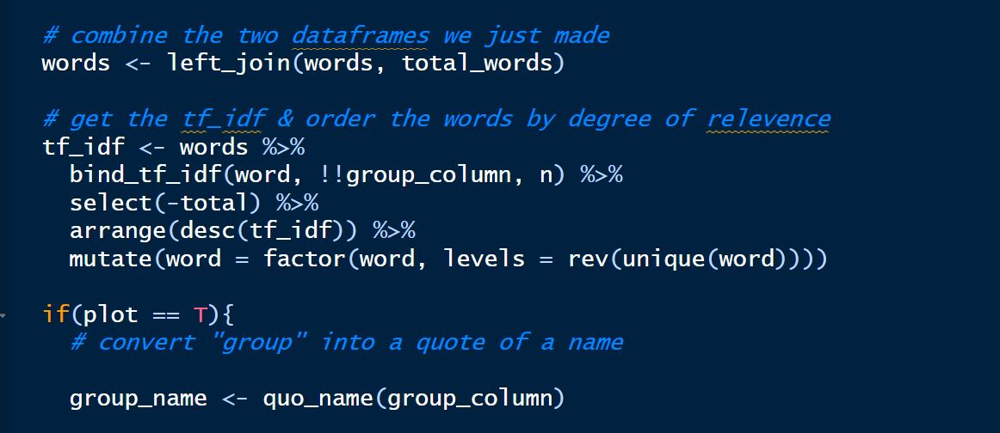 # combine the two dataframes we just made
words <- left_join(words, total_words)
# get the tf_idf & order the words by degree of relevence
tf_idf <- words %>%
bind_tf_idf(word, !!group_column, n) %>%
select(-total) %>%
arrange(desc(tf_idf)) %>%
mutate(word = factor(word, levels = rev(unique(word))))
if(plot == T){
# convert "group" into a quote of a name
group_name <- quo_name(group_column)